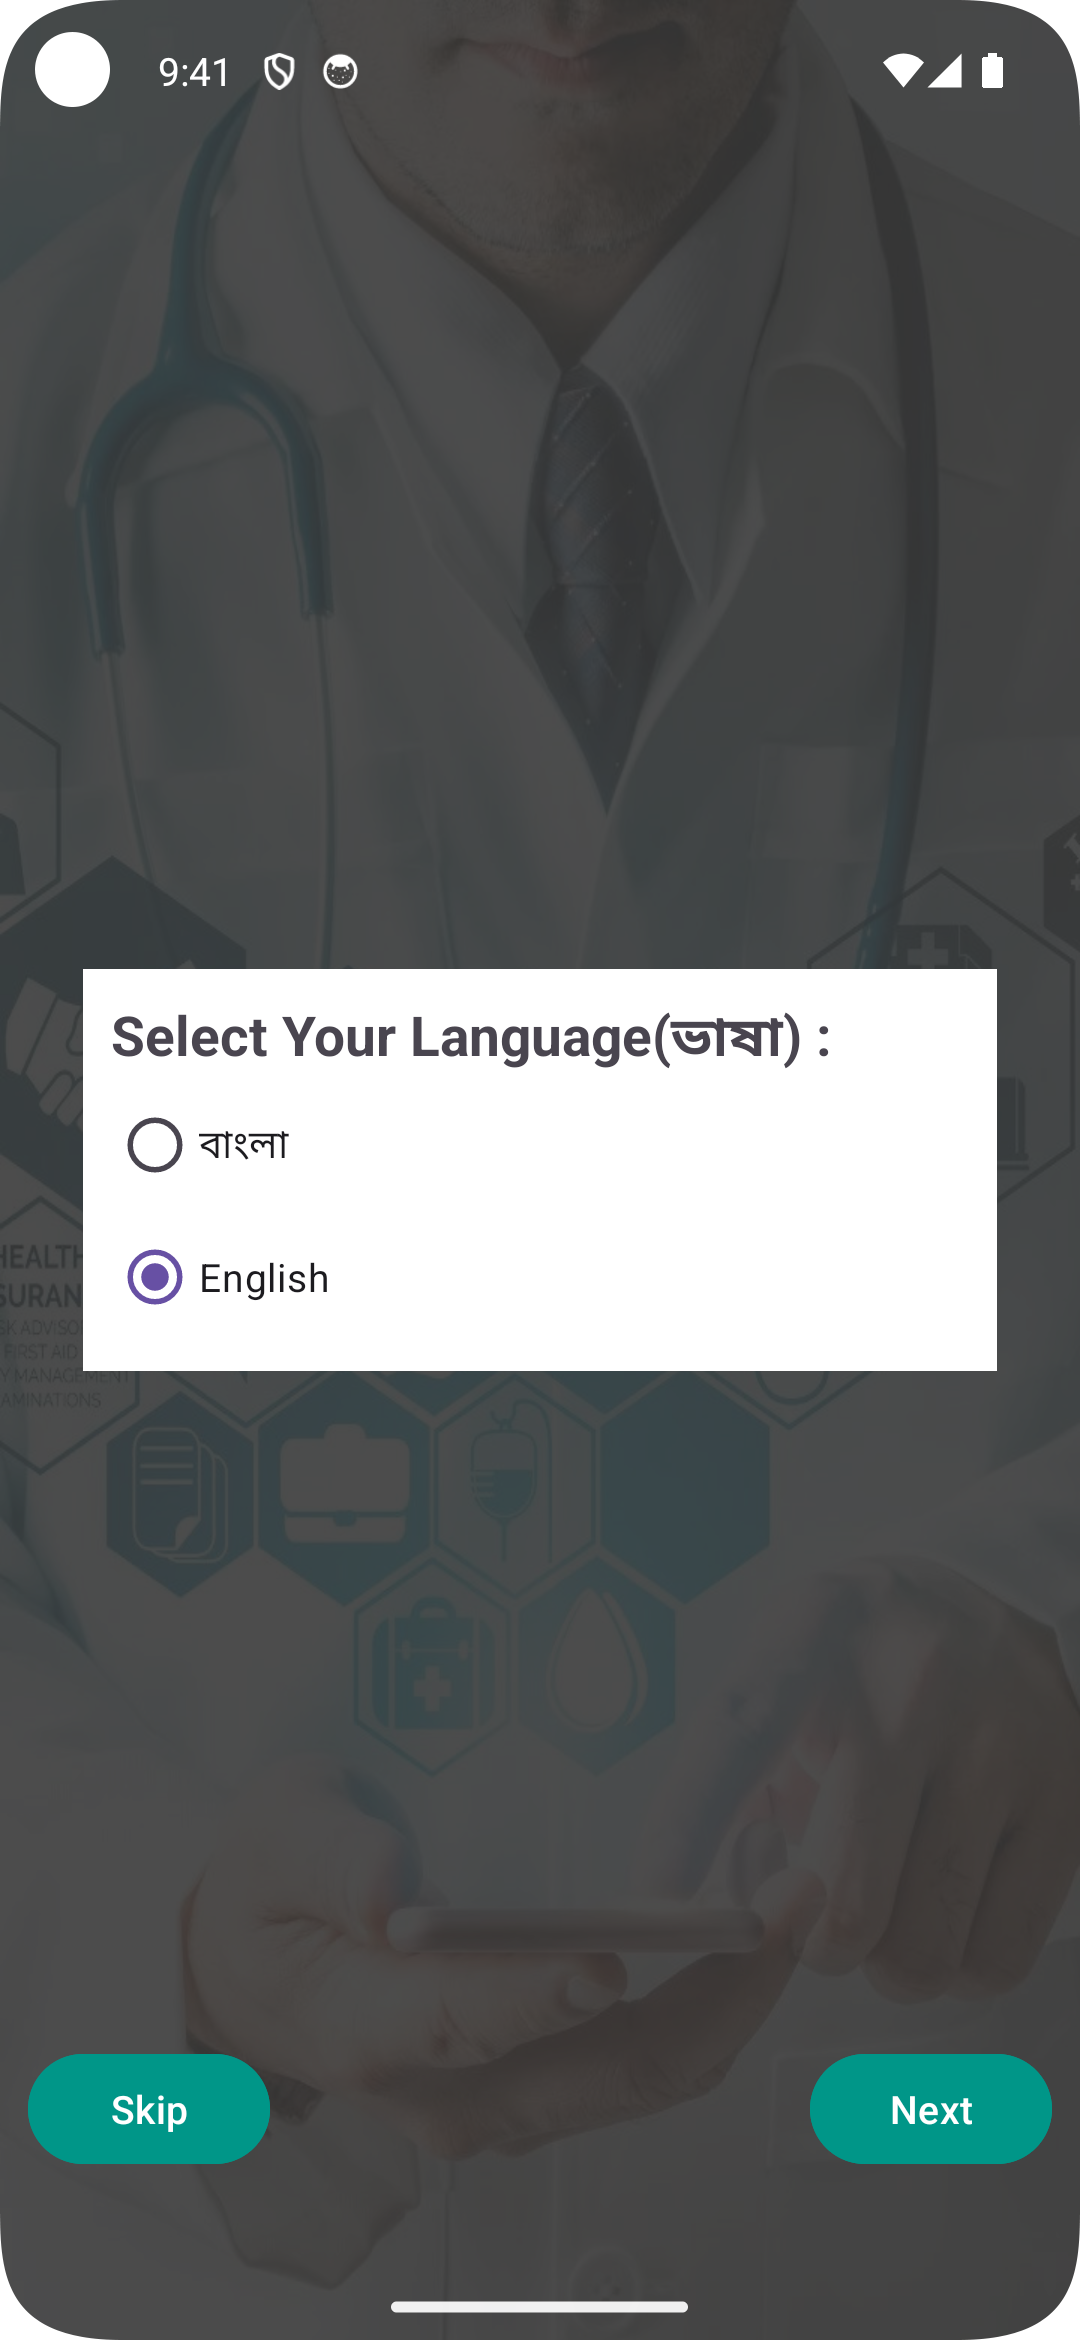 9:41
Select Your Language(ভাষা) :
বাংলা
English
HEALTH
SURAN
SK ADVISO
FIRST AID
Y MANAGEMENT
AMINATIONS
Skip
Next